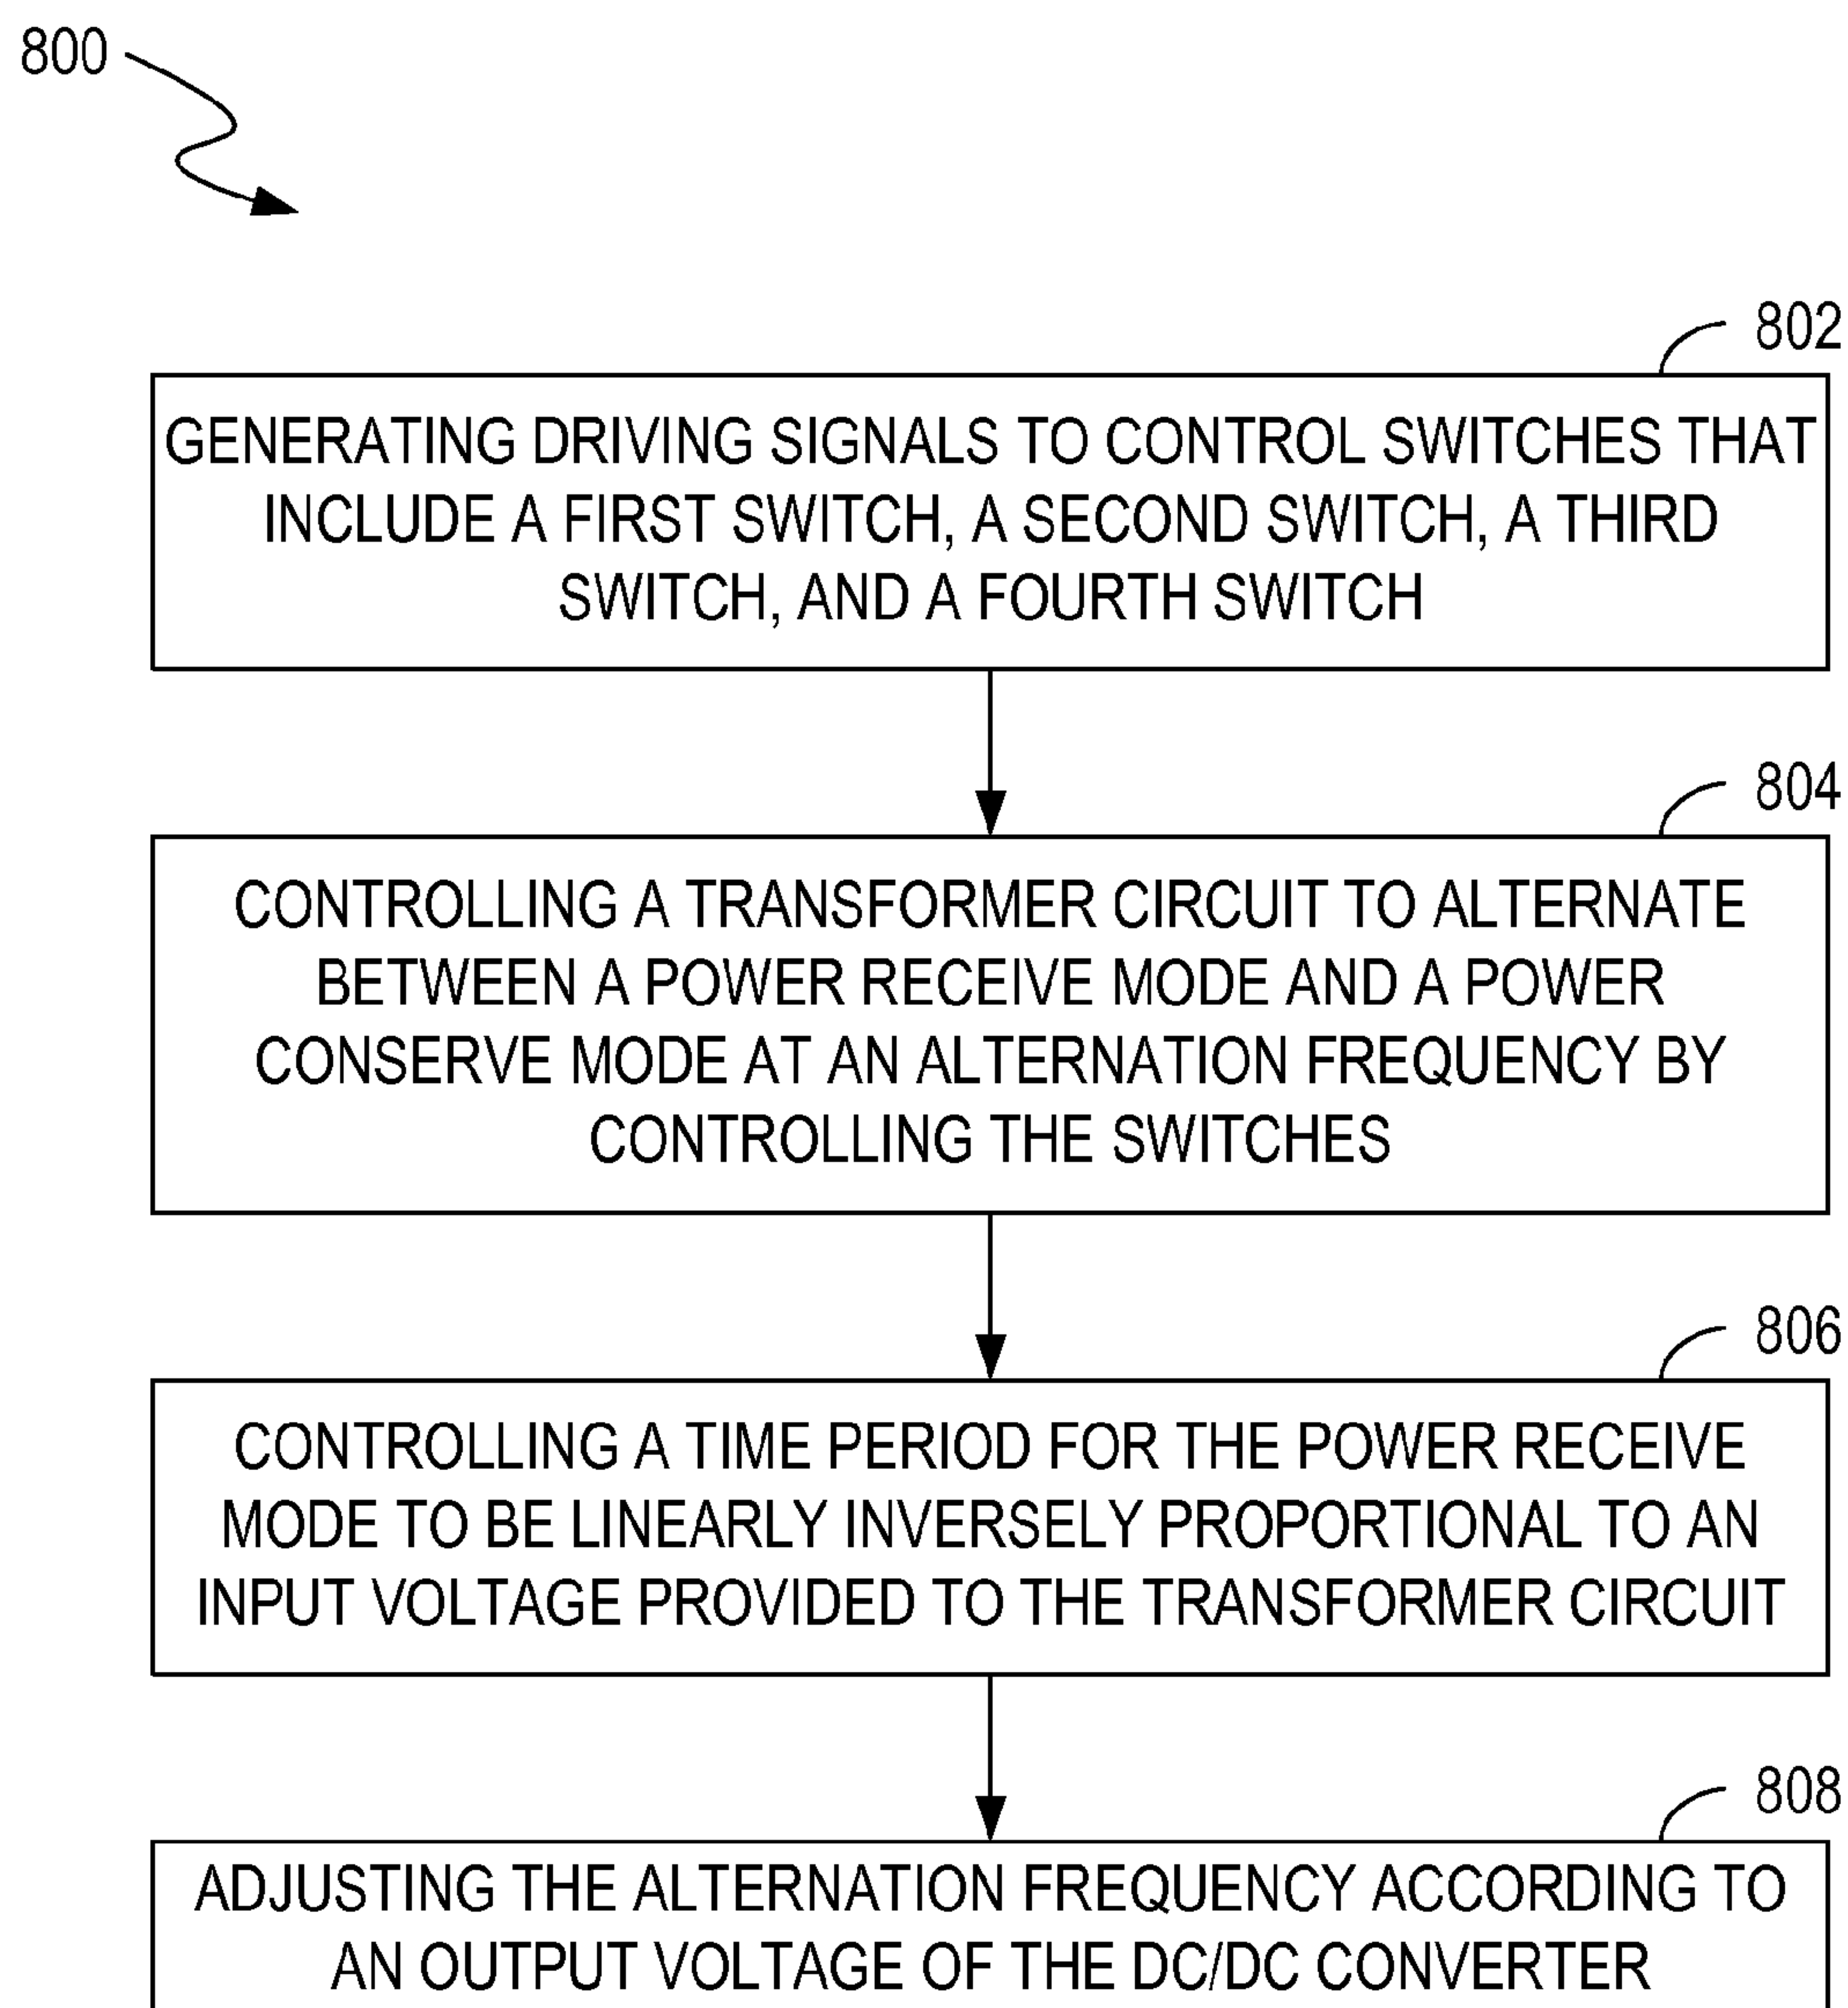 800
802
GENERATING DRIVING SIGNALS TO CONTROL SWITCHES THAT
INCLUDE A FIRST SWITCH, A SECOND SWITCH, A THIRD
SWITCH, AND A FOURTH SWITCH
804
CONTROLLING A TRANSFORMER CIRCUIT TO ALTERNATE
BETWEEN A POWER RECEIVE MODE AND A POWER
CONSERVE MODE AT AN ALTERNATION FREQUENCY BY
CONTROLLING THE SWITCHES
806
CONTROLLING A TIME PERIOD FOR THE POWER RECEIVE
MODE TO BE LINEARLY INVERSELY PROPORTIONAL TO AN
INPUT VOLTAGE PROVIDED TO THE TRANSFORMER CIRCUIT
808
ADJUSTING THE ALTERNATION FREQUENCY ACCORDING TO
AN OUTPUT VOLTAGE OF THE DC/DC CONVERTER